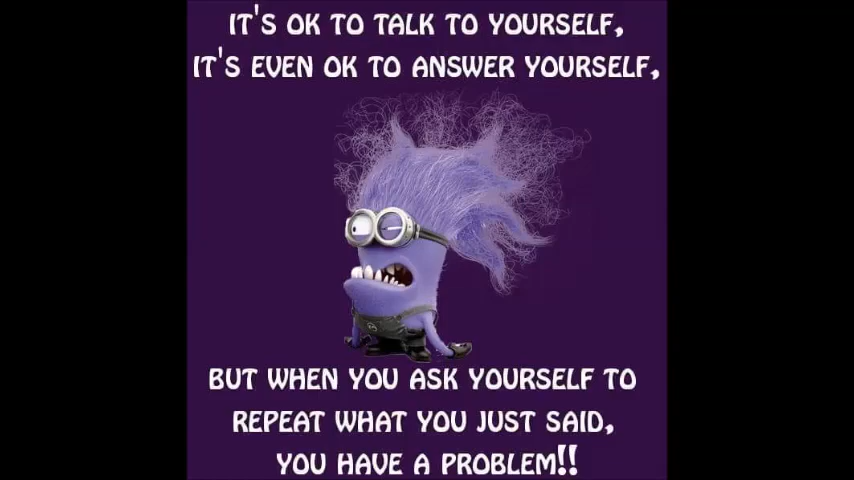 IT'S OK TO TALK TO YOURSELF,
IT'S EVEN OK TO ANSWER YOURSELF,
BUT WHEN YOU ASK YOURSELF TO
REPEAT WHAT YOU JUST SAID,
YOU HAVE A PROBLEM!!